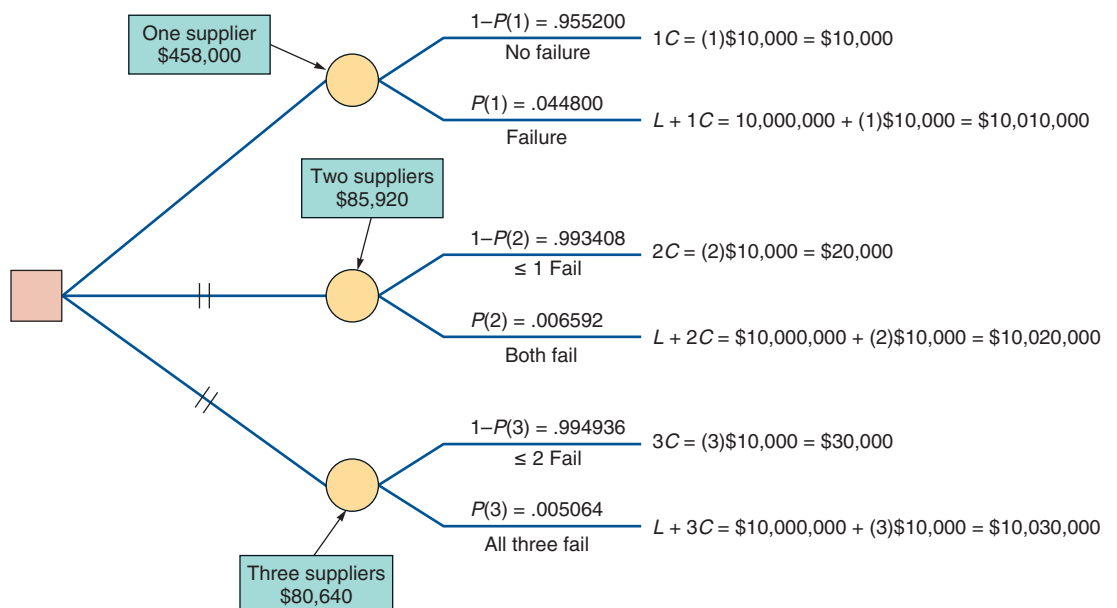 One supplier
$458,000
1–P(1) = .955200
No failure
1C = (1)$10,000 = $10,000
P(1) = .044800
Failure
L + 1C = 10,000,000 + (1)$10,000 = $10,010,000
Two suppliers
$85,920
1–P(2) = .993408
≤ 1 Fail
2C = (2)$10,000 = $20,000
P(2) = .006592
Both fail
L + 2C = $10,000,000 + (2)$10,000 = $10,020,000
1–P(3) = .994936
≤ 2 Fail
3C = (3)$10,000 = $30,000
P(3) = .005064
All three fail
L + 3C = $10,000,000 + (3)$10,000 = $10,030,000
Three suppliers
$80,640